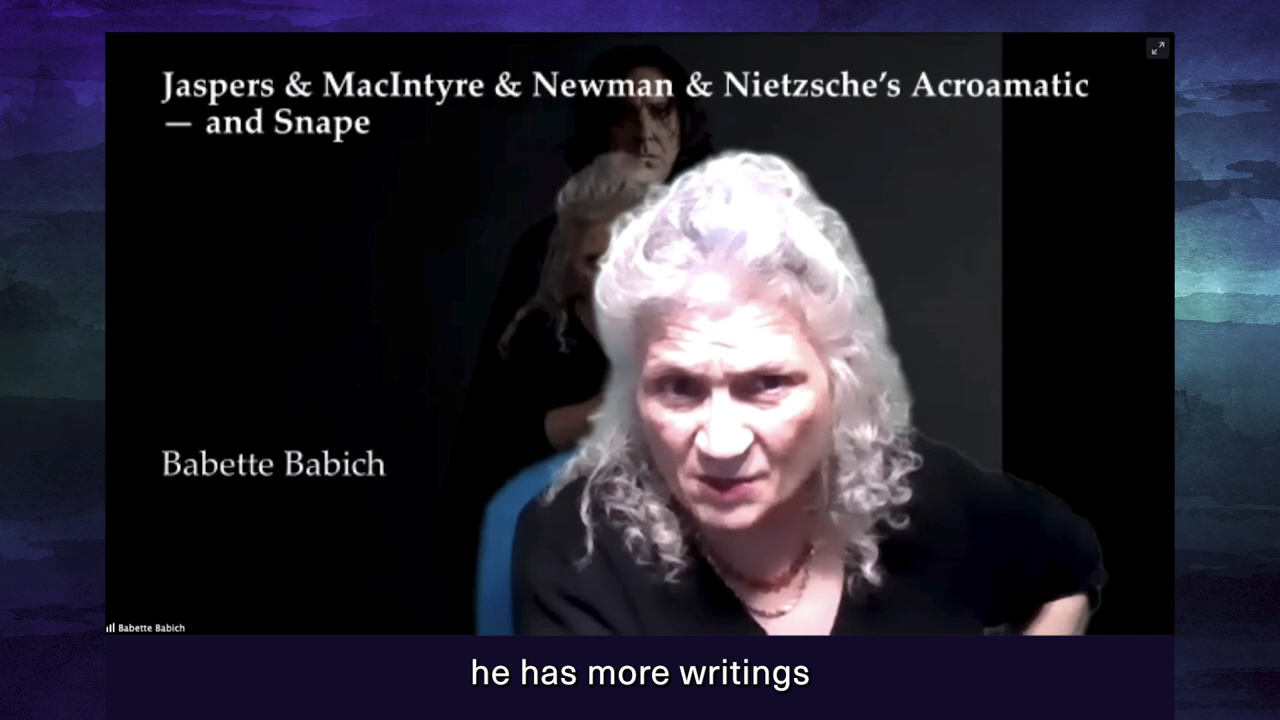 Jaspers & MacIntyre & Newman & Nietzsche’s Acroamatic
— and Snape
Babette Babich
Babette Babich
he has more writings